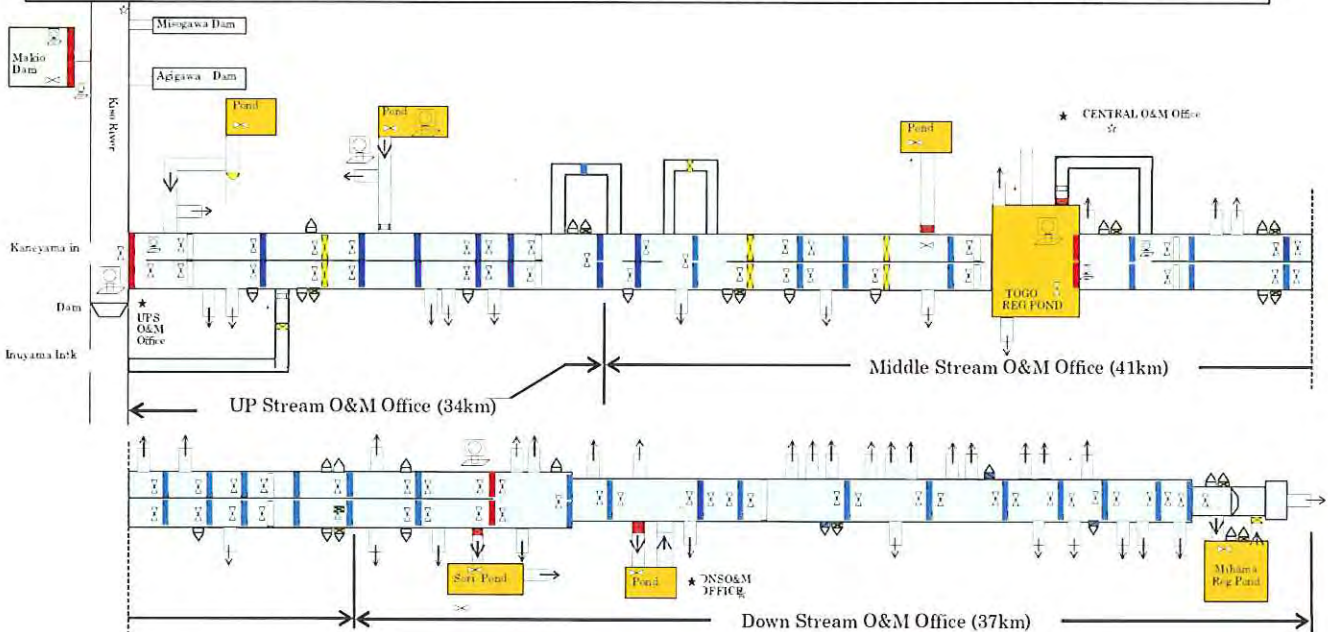 Misogawa Dam
Makio
Dam
Agigawa Dam
Kiso River
Pond
Pond
Pond
★ CENTRAL O&M Office
Kaneyama in
Dam
UPS
O&M
Office
TOGO
REG POND
Inuyama Intk
Middle Stream O&M Office (41km)
UP Stream O&M Office (34km)
Sori Pond
Pond
★ DNSO&M
OFFICE
Mihama
Reg Pond
Down Stream O&M Office (37km)